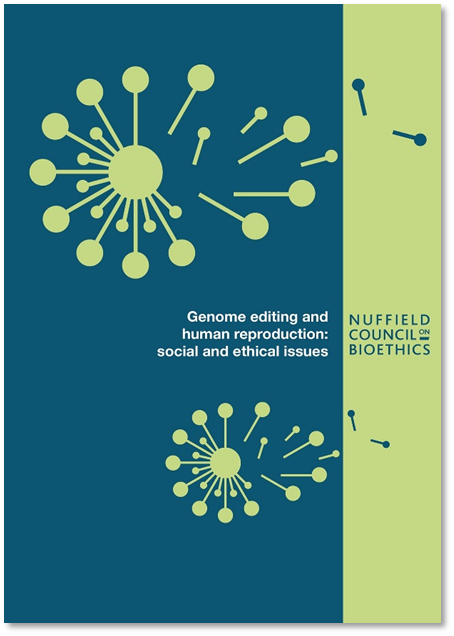 Genome editing and
human reproduction:
social and ethical issues
NUFFIELD
COUNCIL ON
BIOETHICS